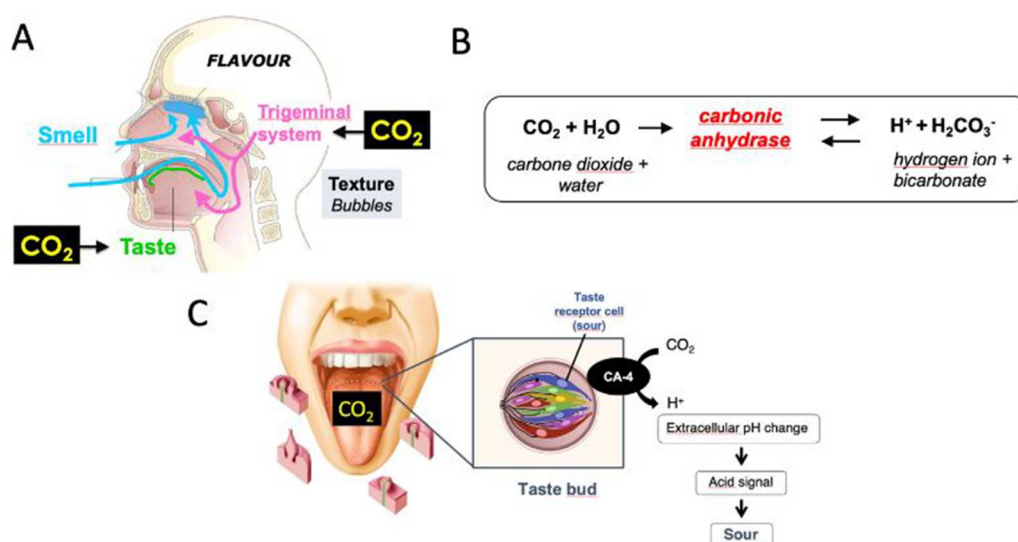 A
FLAVOUR
Smell
Trigeminal
system
CO₂
Texture
Bubbles
CO₂
Taste
B
CO₂ + H₂O
carbonic
anhydrase
H⁺ + H₂CO₃⁻
carbone dioxide +
water
hydrogen ion +
bicarbonate
C
CO₂
Taste
receptor cell
(sour)
CA-4
CO₂
H⁺
Taste bud
Extracellular pH change
Acid signal
Sour